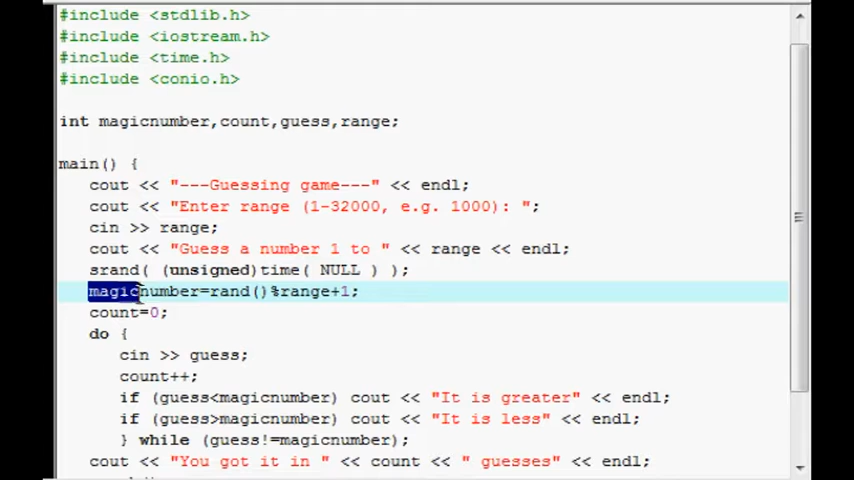 #include <stdlib.h>
#include <iostream.h>
#include <time.h>
#include <conio.h>
int magicnumber,count,guess,range;
main() {
cout << "---Guessing game---" << endl;
cout << "Enter range (1-32000, e.g. 1000): ";
cin >> range;
cout << "Guess a number 1 to " << range << endl;
srand( (unsigned)time( NULL ) );
magicnumber=rand()%range+1;
count=0;
do {
cin >> guess;
count++;
if (guess<magicnumber) cout << "It is greater" << endl;
if (guess>magicnumber) cout << "It is less" << endl;
} while (guess!=magicnumber);
cout << "You got it in " << count << " guesses" << endl;